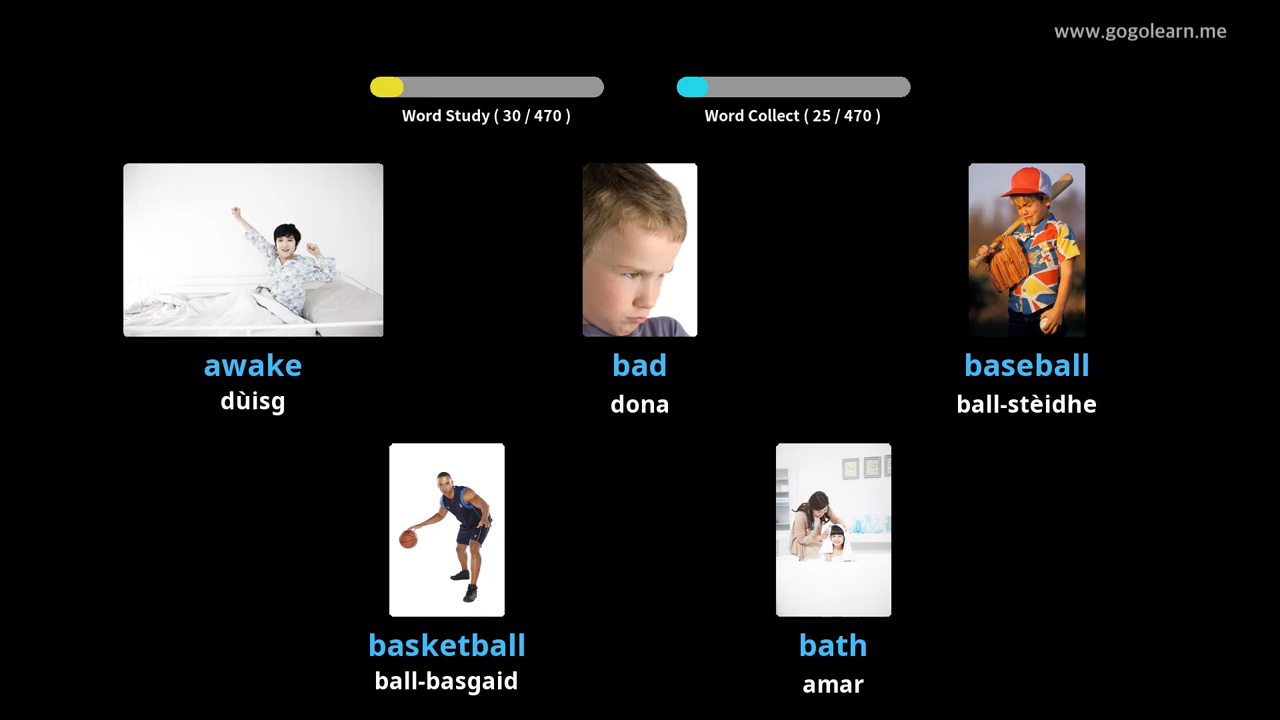 www.gogolearn.me
Word Study ( 30 / 470 )
Word Collect ( 25 / 470 )
awake
dùisg
bad
dona
baseball
ball-stèidhe
basketball
ball-basgaid
bath
amar